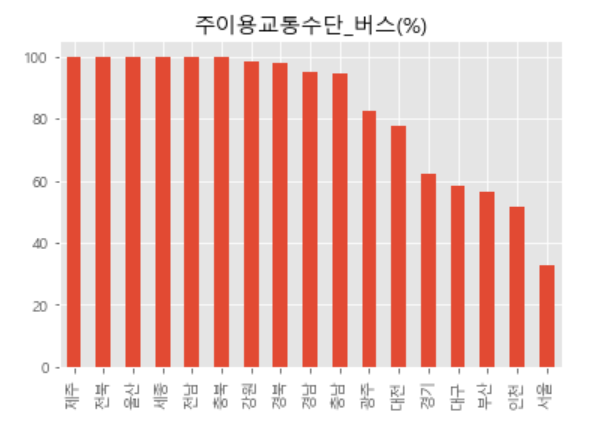 주이용교통수단_버스(%)
100
80
60
40
20
0
제주
전북
울산
세종
전남
충북
강원
경북
경남
충남
광주
대전
경기
대구
부산
인천
서울